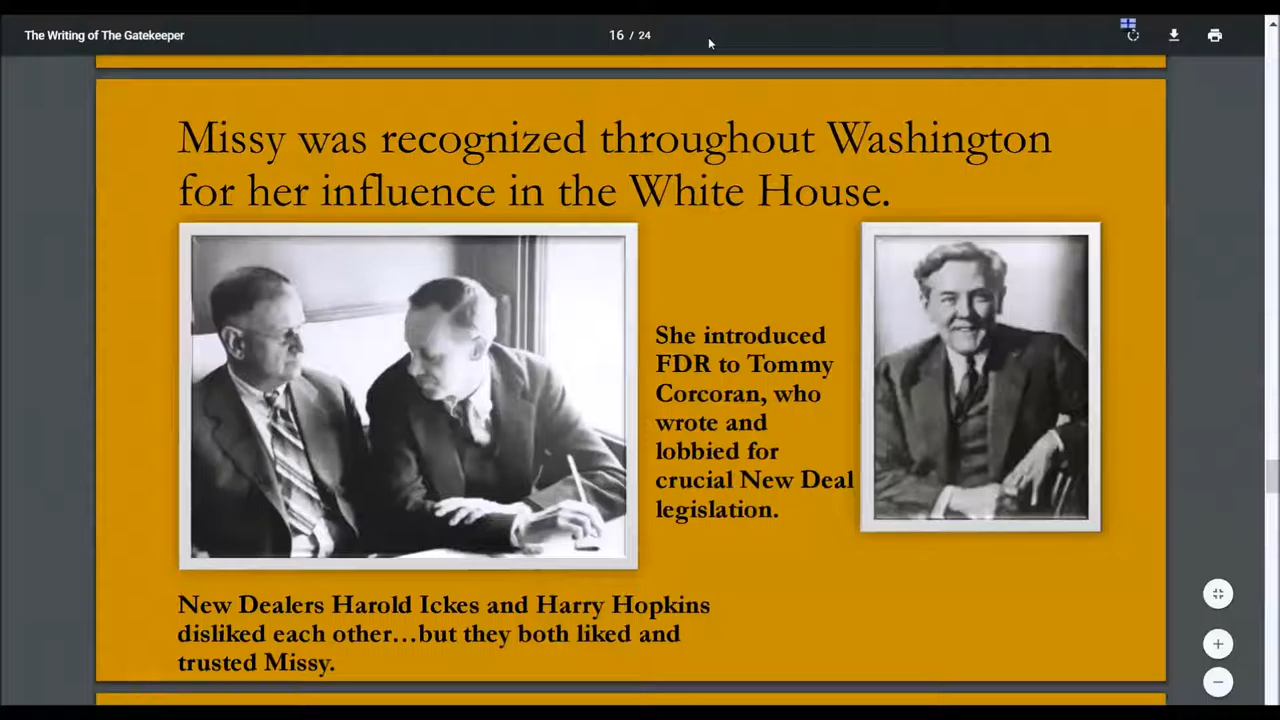 The Writing of The Gatekeeper
16 / 24
Missy was recognized throughout Washington
for her influence in the White House.
She introduced
FDR to Tommy
Corcoran, who
wrote and
lobbied for
crucial New Deal
legislation.
New Dealers Harold Ickes and Harry Hopkins
disliked each other…but they both liked and
trusted Missy.